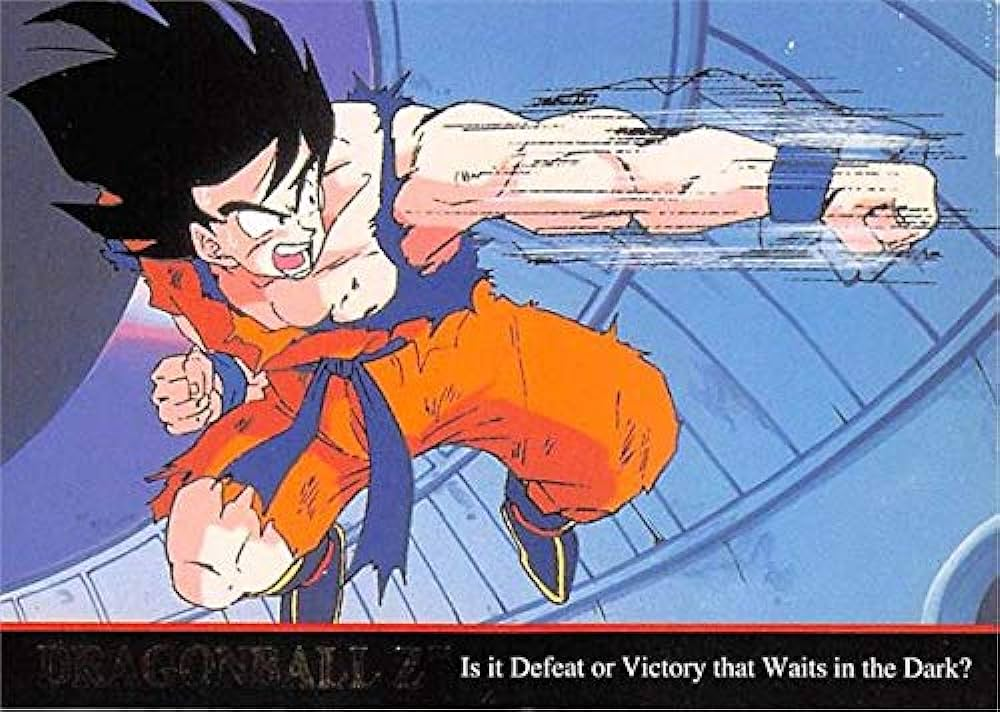 DRAGONBALL Z
Is it Defeat or Victory that Waits in the Dark?